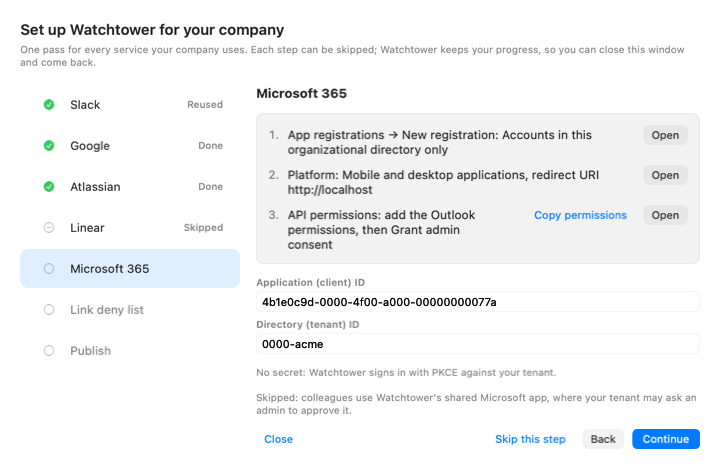 Set up Watchtower for your company
One pass for every service your company uses. Each step can be skipped; Watchtower keeps your progress, so you can close this window
and come back.
Slack Reused
Google Done
Atlassian Done
Linear Skipped
Microsoft 365
Link deny list
Publish
Microsoft 365
1. App registrations → New registration: Accounts in this
organizational directory only
Open
2. Platform: Mobile and desktop applications, redirect URI
http://localhost
Open
3. API permissions: add the Outlook
permissions, then Grant admin
consent
Copy permissions Open
Application (client) ID
4b1e0c9d-0000-4f00-a000-00000000077a
Directory (tenant) ID
0000-acme
No secret: Watchtower signs in with PKCE against your tenant.
Skipped: colleagues use Watchtower's shared Microsoft app, where your tenant may ask an
admin to approve it.
Close Skip this step Back Continue